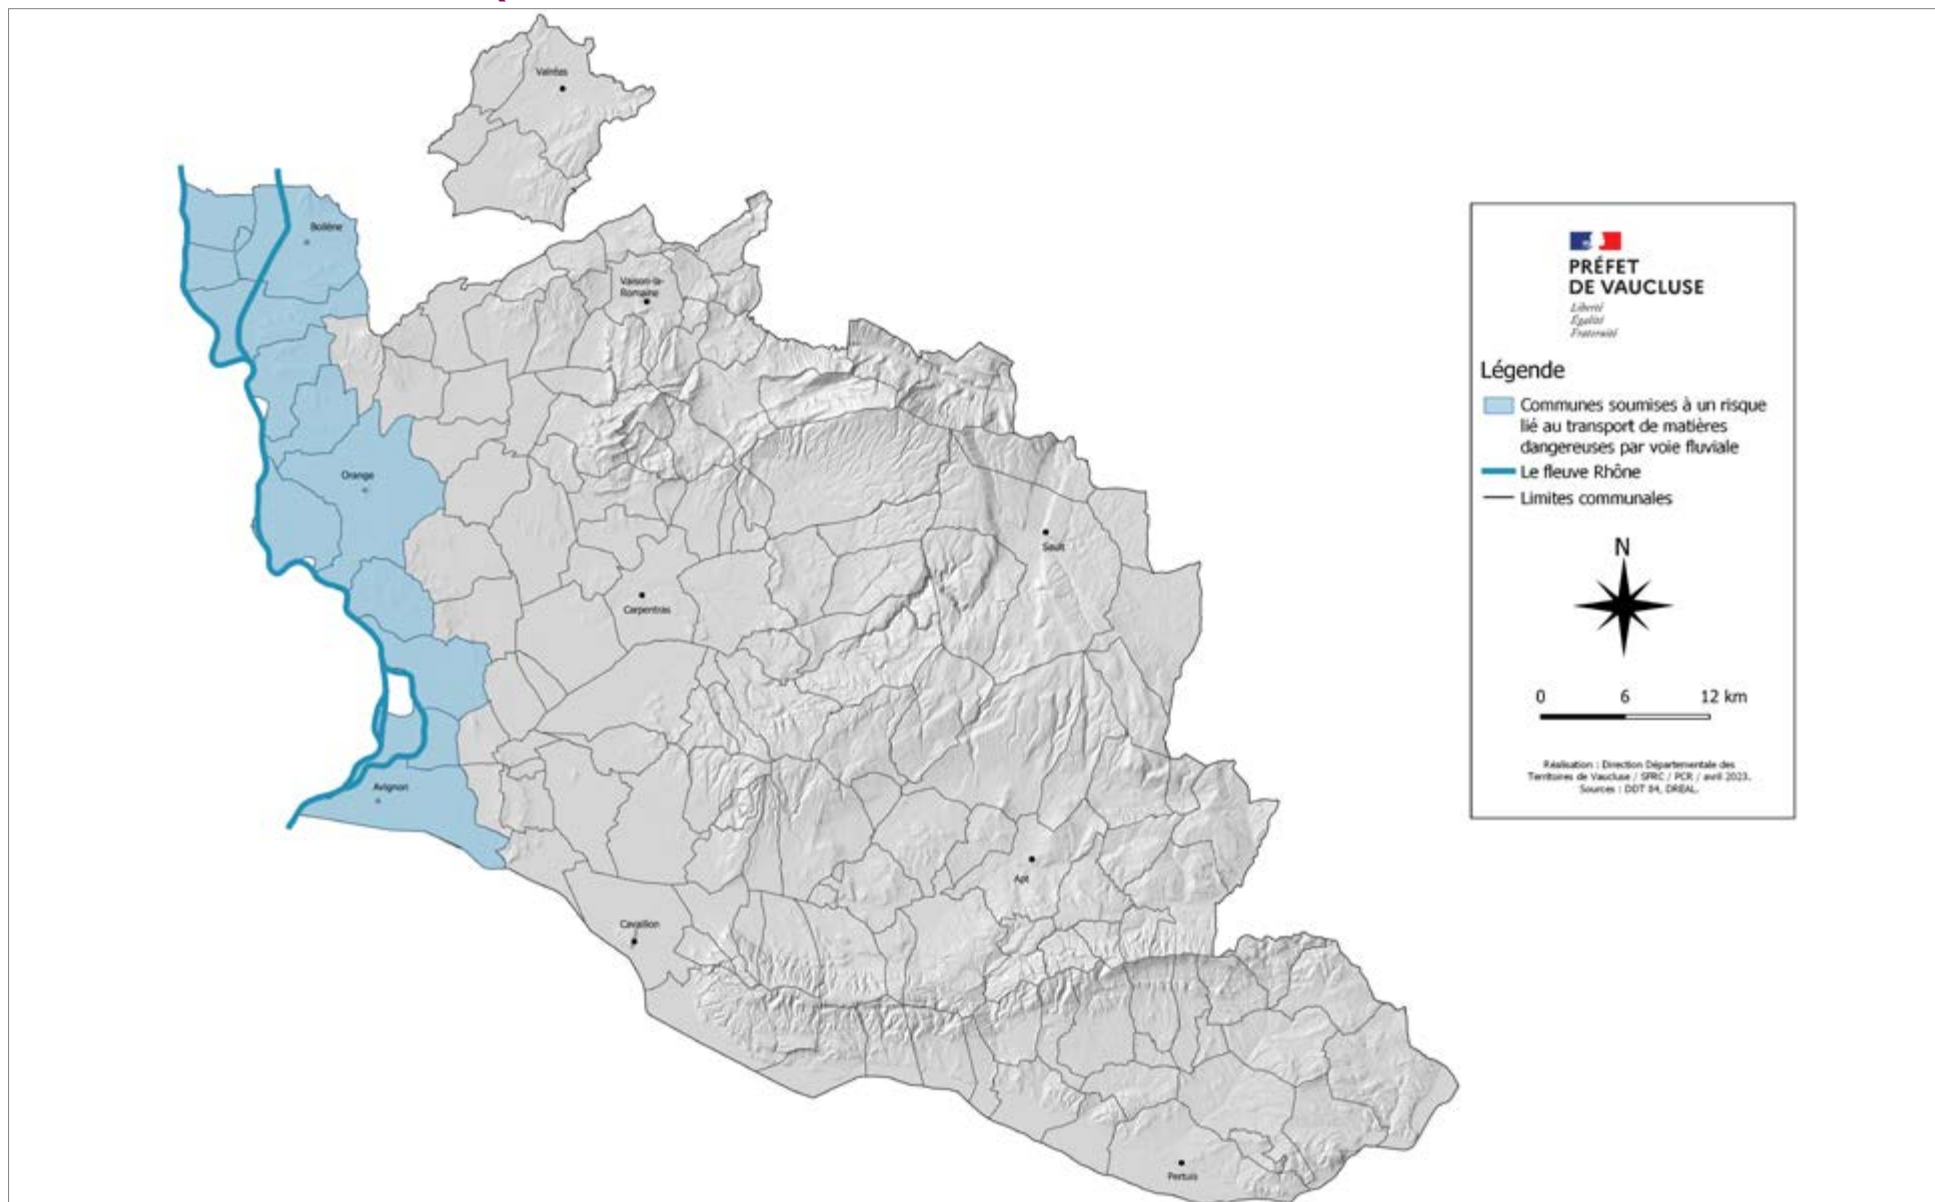 Valréas
Bollène
Vaison-la-
Romaine
Orange
Sault
Carpentras
Avignon
Apt
Cavaillon
Pertuis
PRÉFET
DE VAUCLUSE
Liberté
Égalité
Fraternité
Légende
Communes soumises à un risque
lié au transport de matières
dangereuses par voie fluviale
Le fleuve Rhône
Limites communales
N
0 6 12 km
Réalisation : Direction Départementale des
Territoires de Vaucluse / SFRC / PCR / avril 2023.
Sources : DDT 84, DREAL.